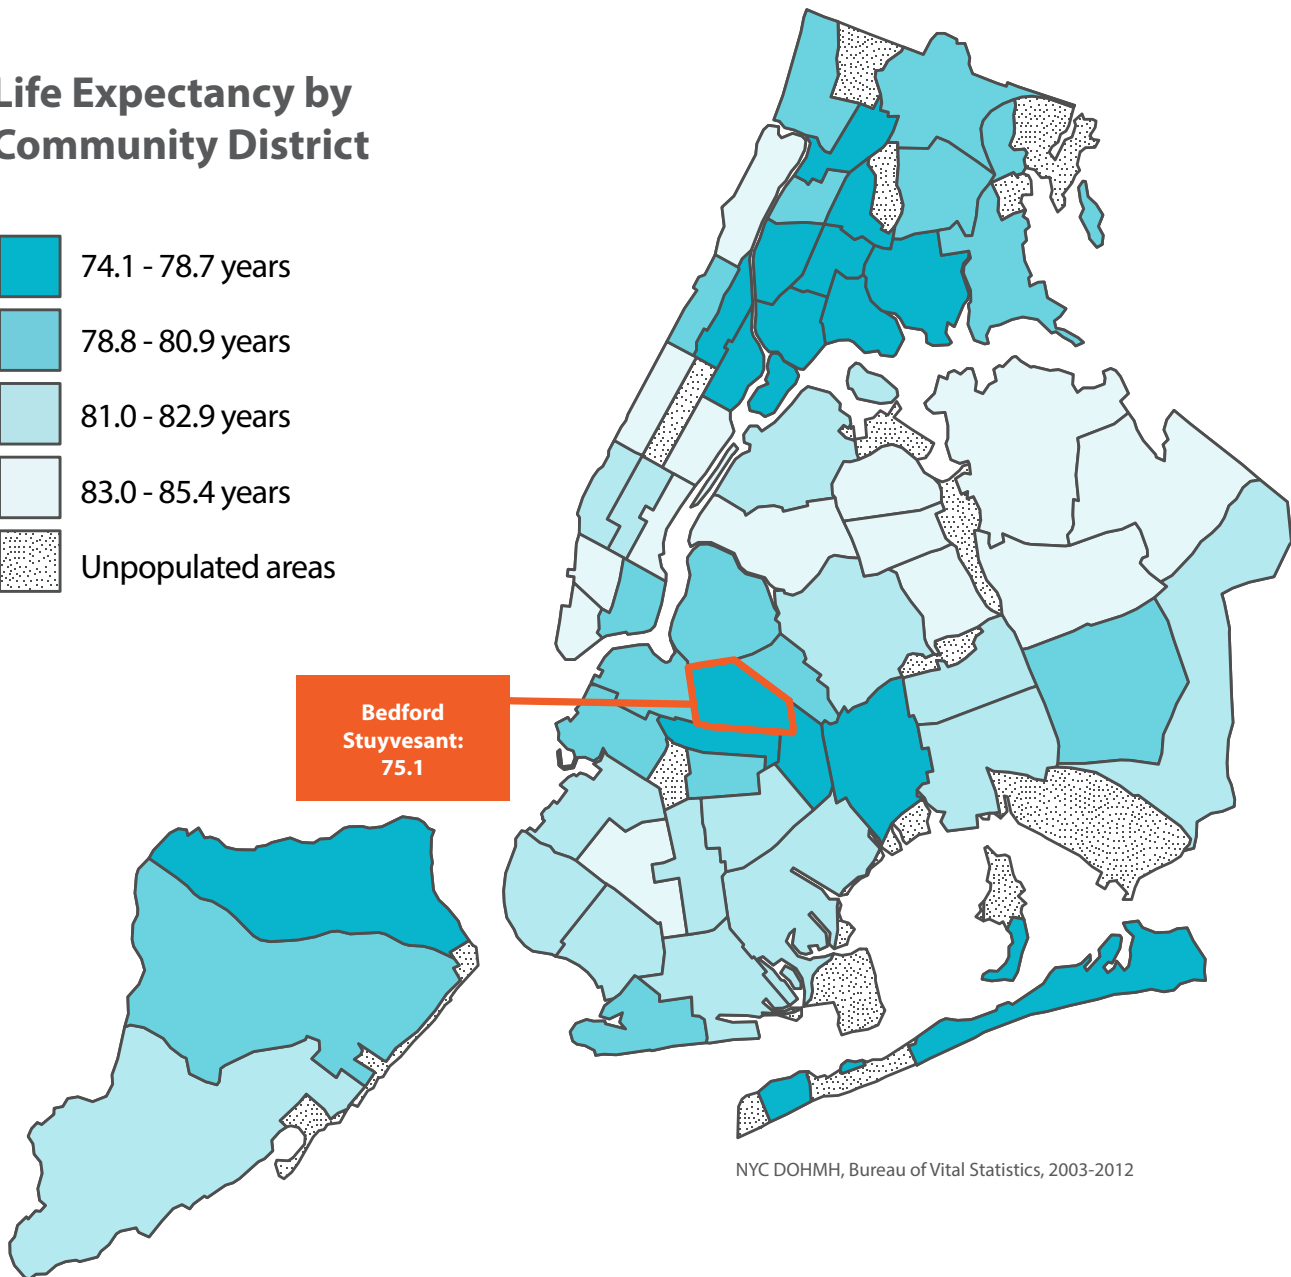 Life Expectancy by
Community District
74.1 - 78.7 years
78.8 - 80.9 years
81.0 - 82.9 years
83.0 - 85.4 years
Unpopulated areas
Bedford
Stuyvesant:
75.1
NYC DOHMH, Bureau of Vital Statistics, 2003-2012